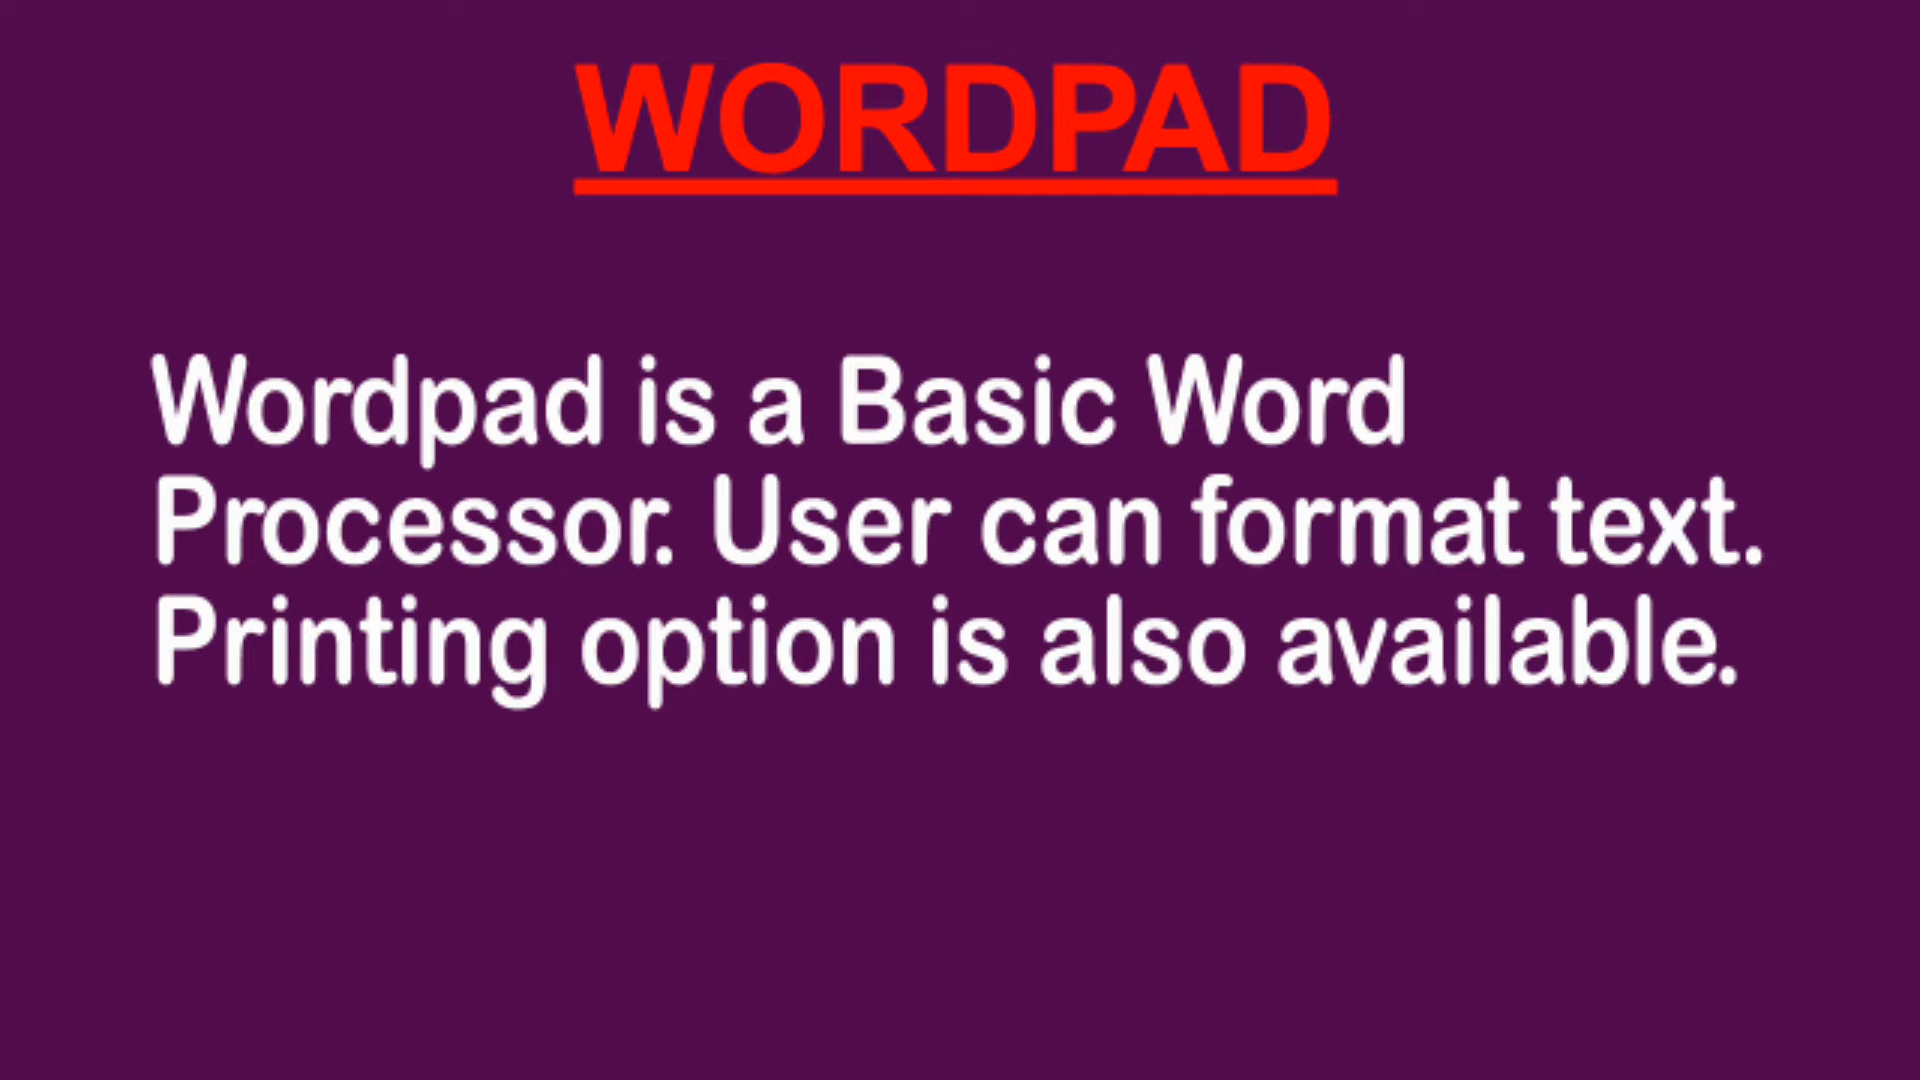 WORDPAD
Wordpad is a Basic Word
Processor. User can format text.
Printing option is also available.